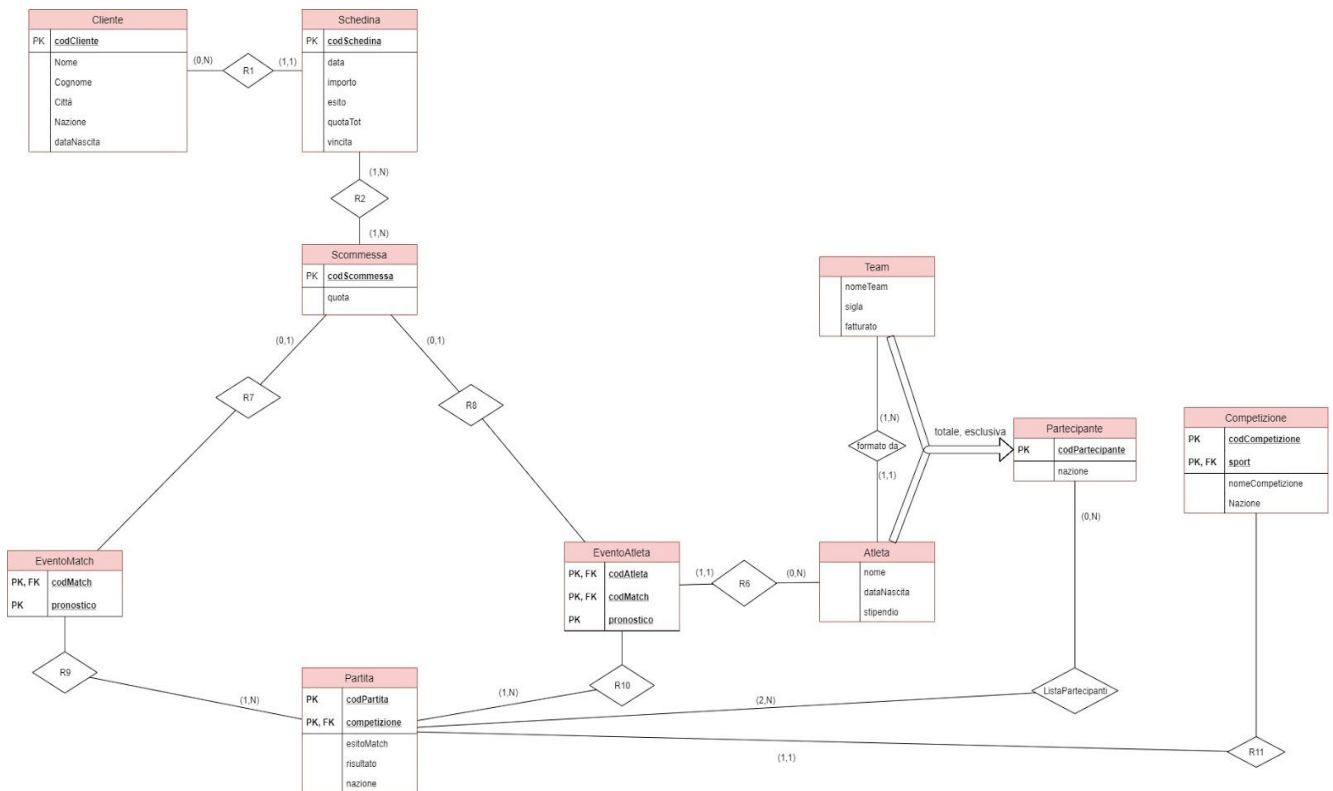 Cliente
PK codCliente
Nome
Cognome
Città
Nazione
dataNascita
(0,N)
R1
(1,1)
Schedina
PK codSchedina
data
importo
esito
quotaTot
vincita
(1,N)
R2
(1,N)
Scommessa
PK codScommessa
quota
(0,1)
(0,1)
R7
R8
Team
nomeTeam
sigla
fatturato
(1,N)
formato da
(1,1)
totale, esclusiva
Partecipante
PK codPartecipante
nazione
(0,N)
Competizione
PK codCompetizione
PK, FK sport
nomeCompetizione
Nazione
EventoMatch
PK, FK codMatch
PK pronostico
EventoAtleta
PK, FK codAtleta
PK, FK codMatch
PK pronostico
(1,1)
R6
(0,N)
Atleta
nome
dataNascita
stipendio
R9
(1,N)
Partita
PK codPartita
PK, FK competizione
esitoMatch
risultato
nazione
(1,N)
R10
(2,N)
ListaPartecipanti
(1,1)
R11